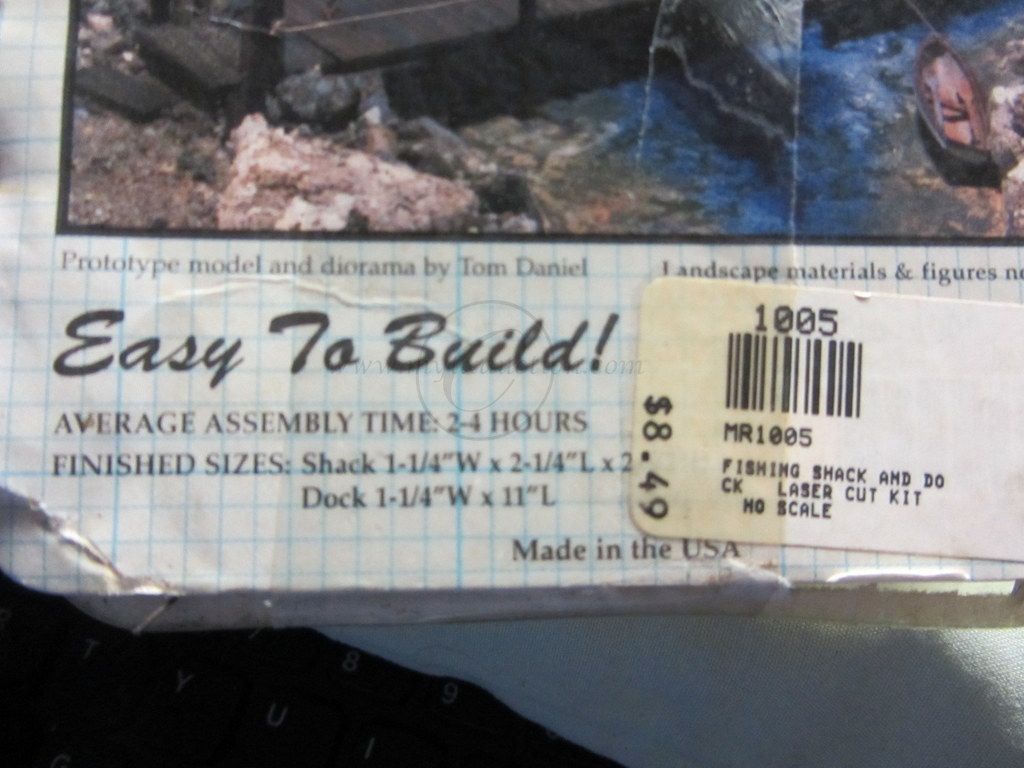 Prototype model and diorama by Tom Daniel
Landscape materials & figures
Easy To Build!
AVERAGE ASSEMBLY TIME: 2-4 HOURS
FINISHED SIZES: Shack 1-1/4"W x 2-1/4"L x 2
Dock 1-1/4"W x 11"L
Made in the USA
1005
$8.49
MR1005
FISHING SHACK AND DO
CK LASER CUT KIT
HO SCALE
T
Y
U
I
8
9
G